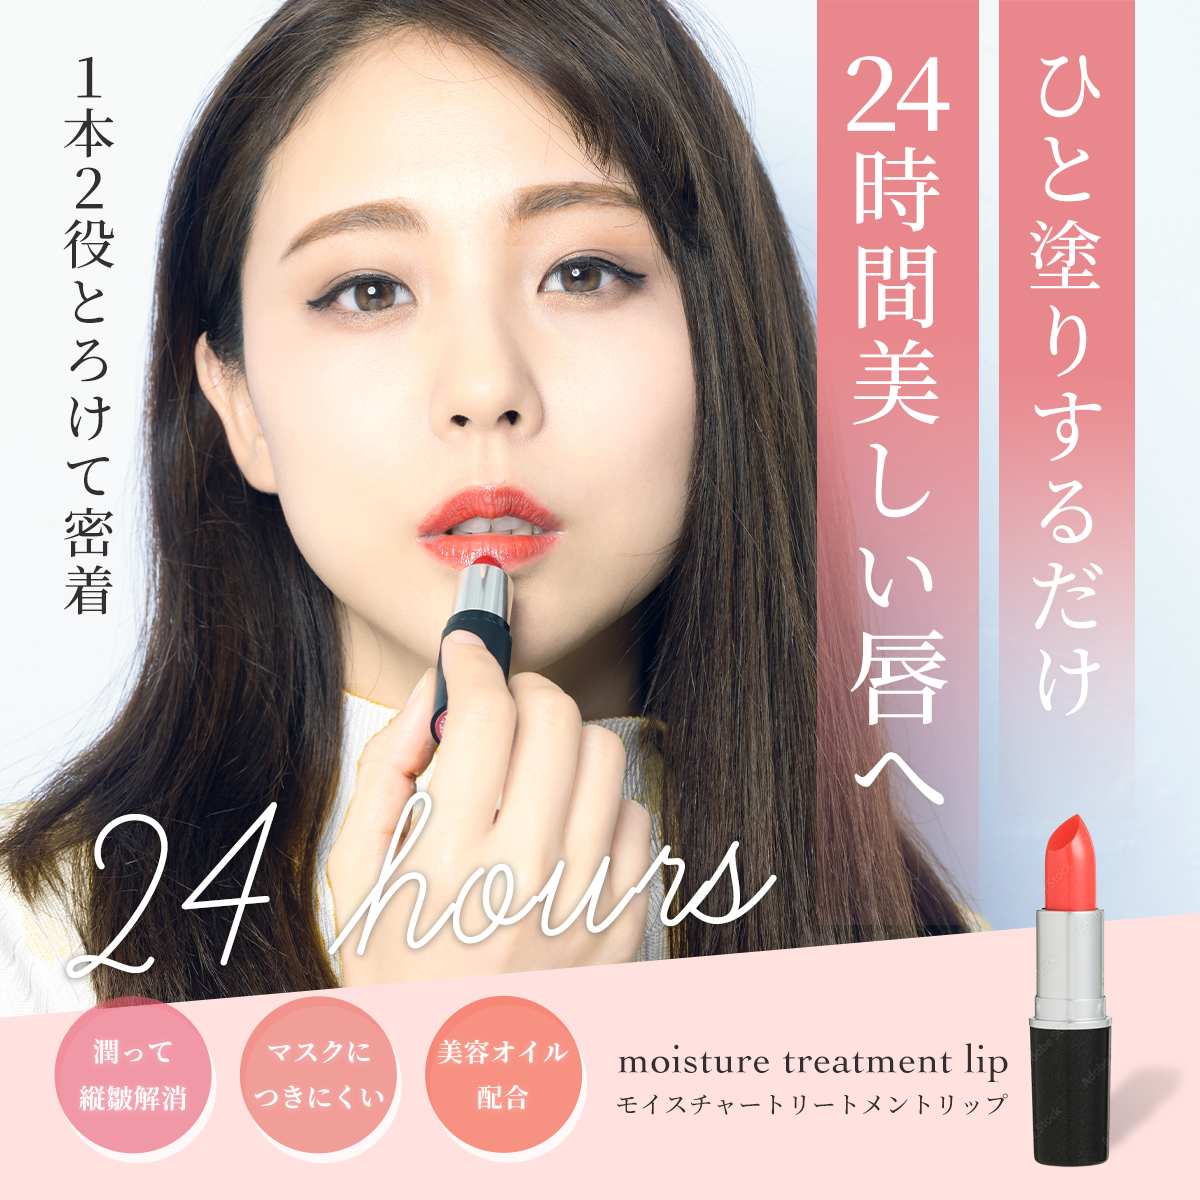 ひと塗りするだけ
24時間美しい唇へ
1本2役とろけて密着
24 hours
潤って
縦皺解消
マスクに
つきにくい
美容オイル
配合
moisture treatment lip
モイスチャートリートメントリップ
Adobe Stock